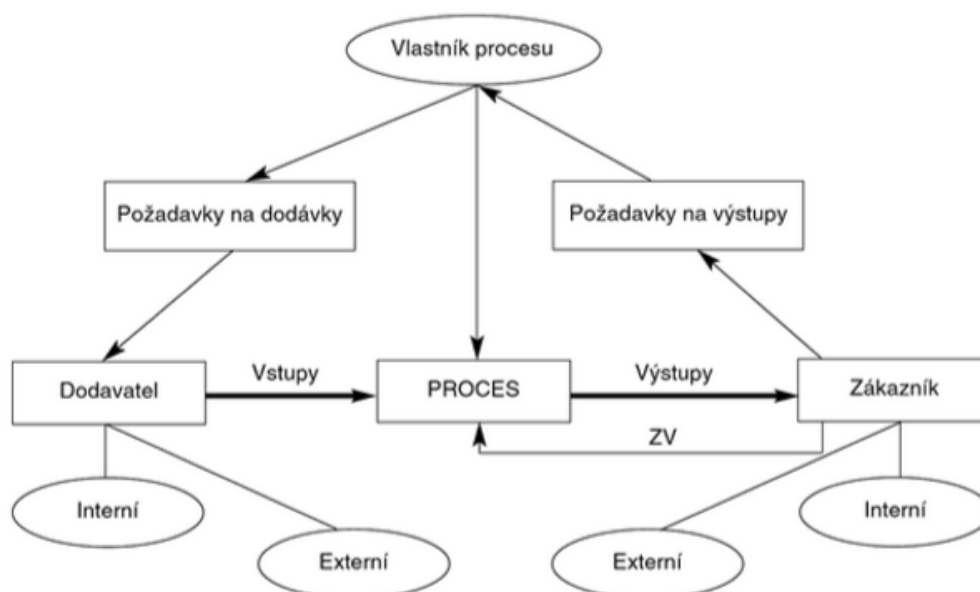 Vlastník procesu
Požadavky na dodávky
Požadavky na výstupy
Dodavatel
Vstupy
PROCES
Výstupy
Zákazník
ZV
Interní
Externí
Externí
Interní